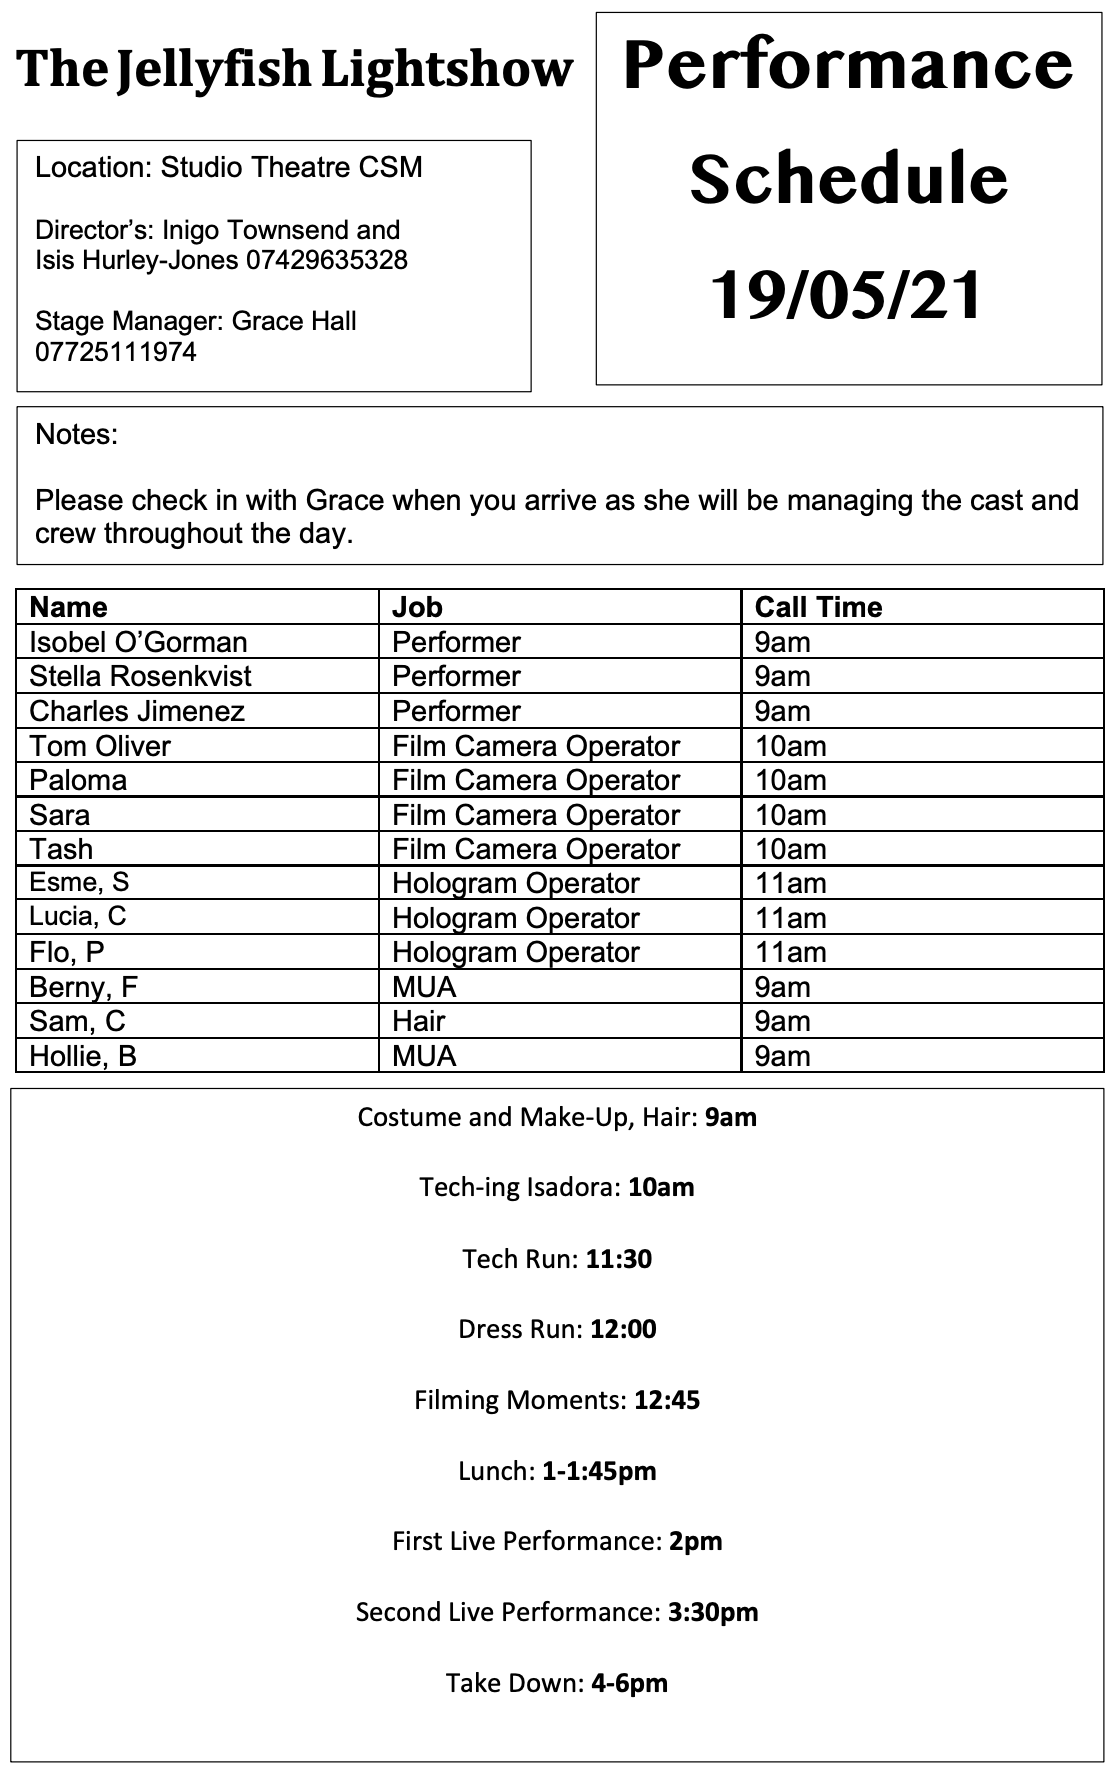 The Jellyfish Lightshow
Performance
Schedule
19/05/21
Location: Studio Theatre CSM
Director’s: Inigo Townsend and
Isis Hurley-Jones 07429635328
Stage Manager: Grace Hall
07725111974
Notes:
Please check in with Grace when you arrive as she will be managing the cast and
crew throughout the day.
Name Job Call Time
Isobel O’Gorman Performer 9am
Stella Rosenkvist Performer 9am
Charles Jimenez Performer 9am
Tom Oliver Film Camera Operator 10am
Paloma Film Camera Operator 10am
Sara Film Camera Operator 10am
Tash Film Camera Operator 10am
Esme, S Hologram Operator 11am
Lucia, C Hologram Operator 11am
Flo, P Hologram Operator 11am
Berny, F MUA 9am
Sam, C Hair 9am
Hollie, B MUA 9am
Costume and Make-Up, Hair: 9am
Tech-ing Isadora: 10am
Tech Run: 11:30
Dress Run: 12:00
Filming Moments: 12:45
Lunch: 1-1:45pm
First Live Performance: 2pm
Second Live Performance: 3:30pm
Take Down: 4-6pm